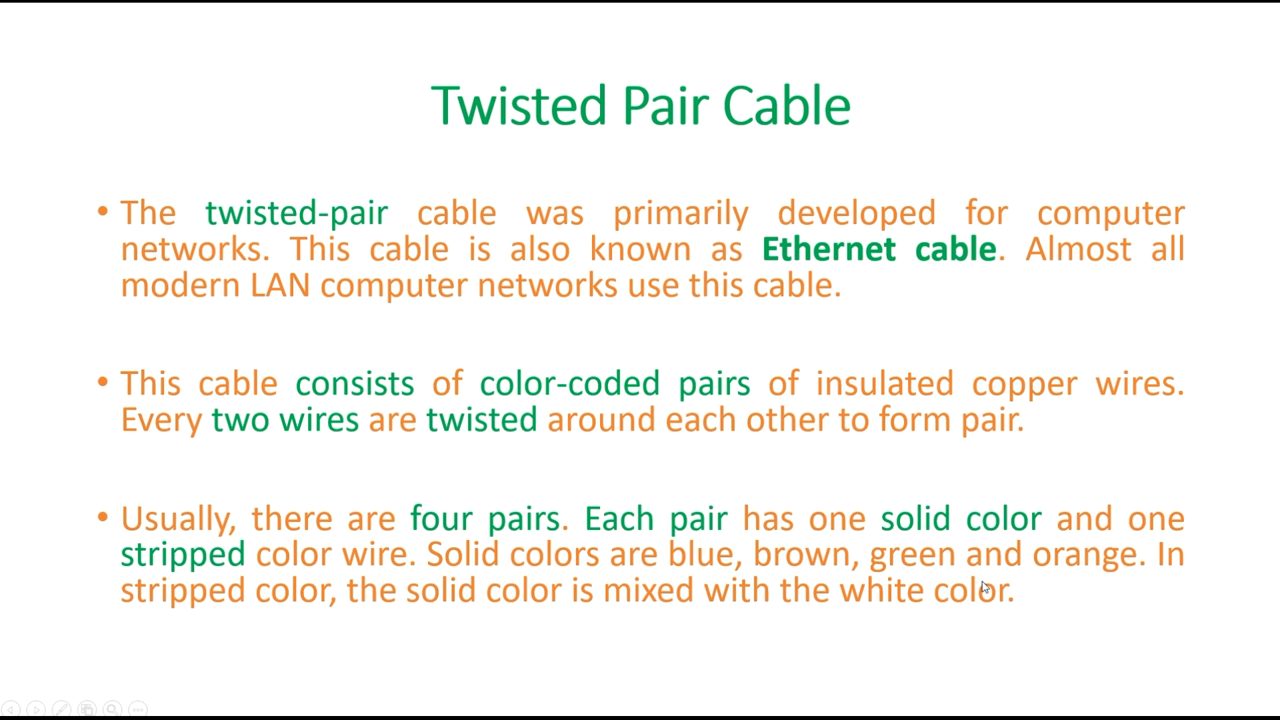 Twisted Pair Cable
• The twisted-pair cable was primarily developed for computer
networks. This cable is also known as Ethernet cable. Almost all
modern LAN computer networks use this cable.
• This cable consists of color-coded pairs of insulated copper wires.
Every two wires are twisted around each other to form pair.
• Usually, there are four pairs. Each pair has one solid color and one
stripped color wire. Solid colors are blue, brown, green and orange. In
stripped color, the solid color is mixed with the white color.